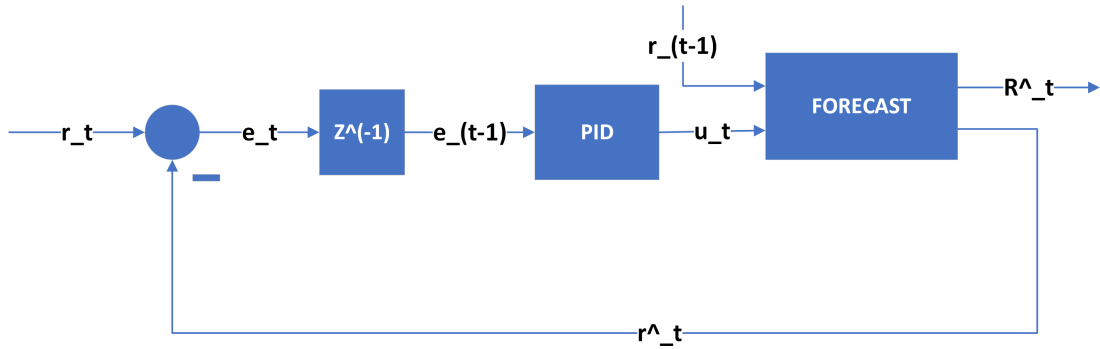 r_(t-1)
R^_t
FORECAST
r_t
e_t
Z^(-1)
e_(t-1)
PID
u_t
r^_t